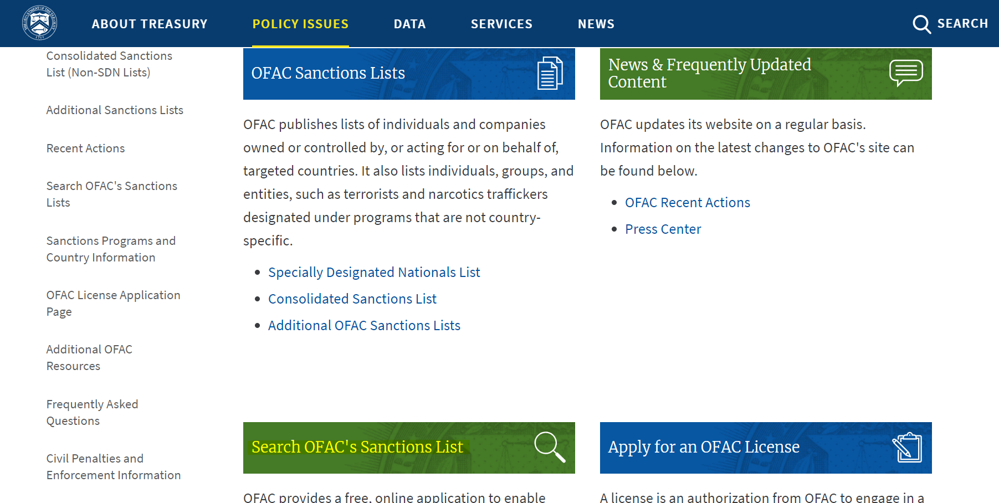 THE DEPARTMENT OF THE TREASURY
1789
ABOUT TREASURY
POLICY ISSUES
DATA
SERVICES
NEWS
SEARCH
Consolidated Sanctions
List (Non-SDN Lists)
Additional Sanctions Lists
Recent Actions
Search OFAC's Sanctions
Lists
Sanctions Programs and
Country Information
OFAC License Application
Page
Additional OFAC
Resources
Frequently Asked
Questions
Civil Penalties and
Enforcement Information
OFAC Sanctions Lists
OFAC publishes lists of individuals and companies
owned or controlled by, or acting for or on behalf of,
targeted countries. It also lists individuals, groups, and
entities, such as terrorists and narcotics traffickers
designated under programs that are not country-
specific.
• Specially Designated Nationals List
• Consolidated Sanctions List
• Additional OFAC Sanctions Lists
News & Frequently Updated
Content
OFAC updates its website on a regular basis.
Information on the latest changes to OFAC's site can
be found below.
• OFAC Recent Actions
• Press Center
Search OFAC's Sanctions List
OFAC provides a free, online application to enable
Apply for an OFAC License
A license is an authorization from OFAC to engage in a